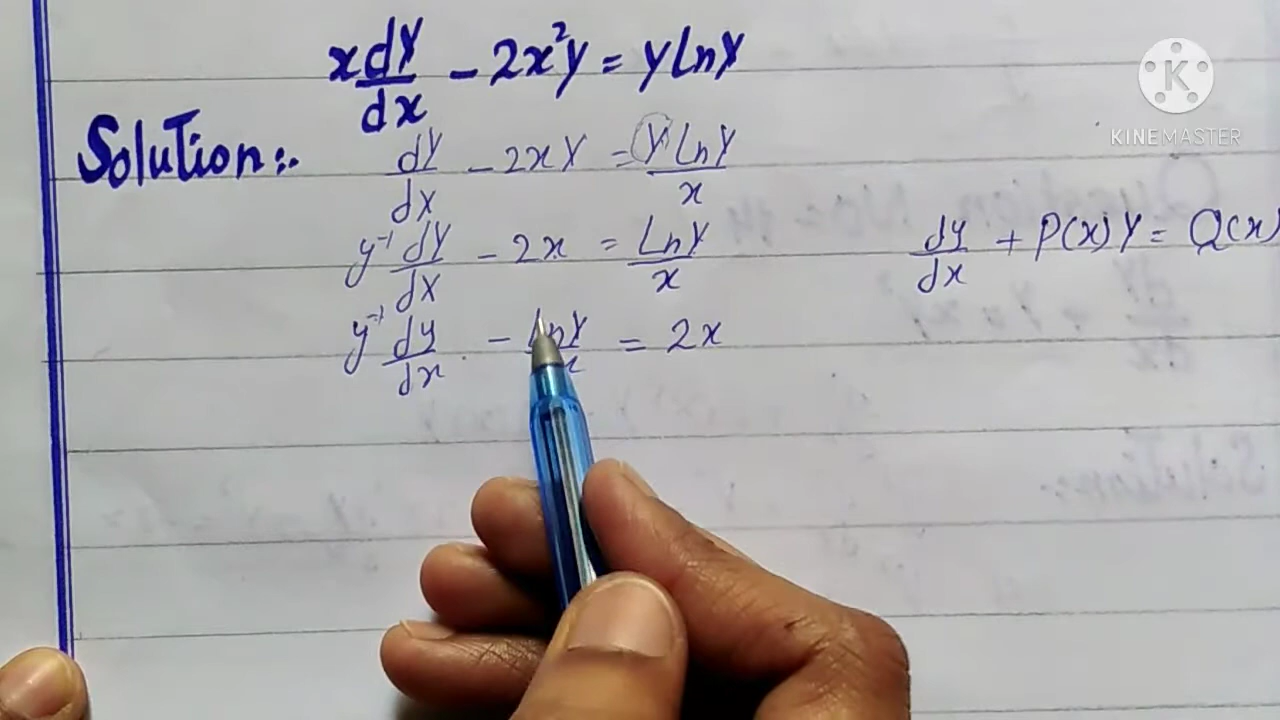 x dy/dx - 2x²y = y ln y
Solution:.
dy/dx - 2xy = y ln y / x
y⁻¹ dy/dx - 2x = ln y / x
dy/dx + P(x)y = Q(x)
y⁻¹ dy/dx - ln y / x = 2x
KINEMASTER